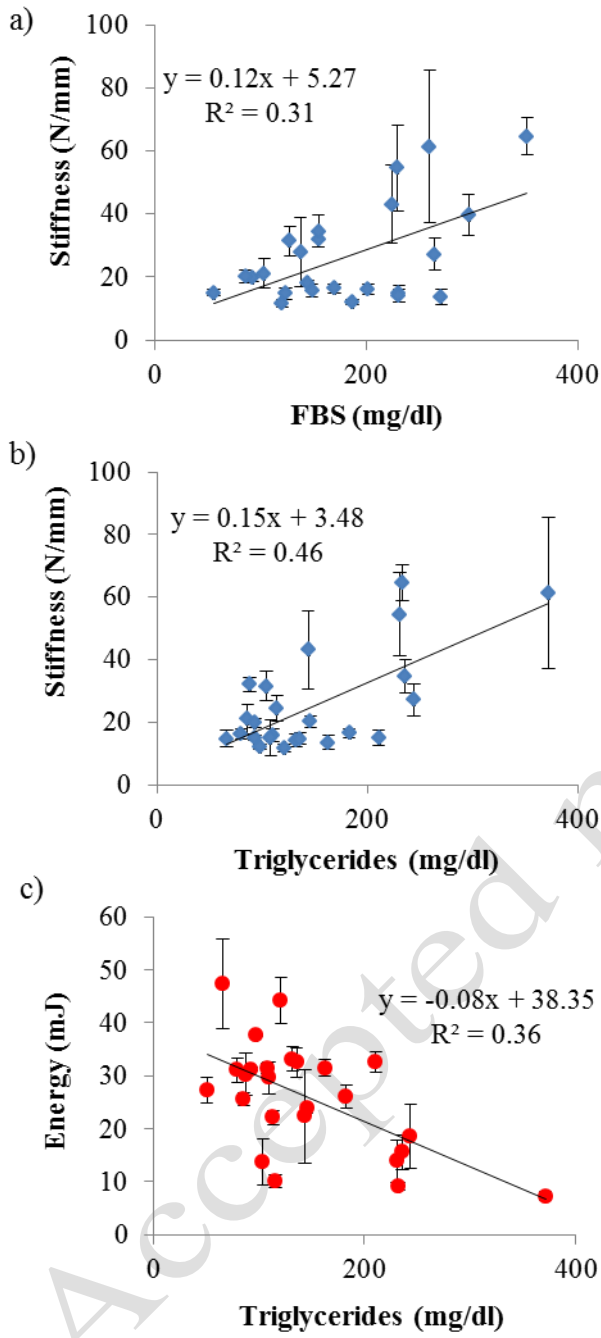 a)
100
80
60
40
20
0
Stiffness (N/mm)
y = 0.12x + 5.27
R² = 0.31
0 200 400
FBS (mg/dl)
b)
100
80
60
40
20
0
Stiffness (N/mm)
y = 0.15x + 3.48
R² = 0.46
0 200 400
Triglycerides (mg/dl)
c)
60
50
40
30
20
10
0
Energy (mJ)
y = -0.08x + 38.35
R² = 0.36
0 200 400
Triglycerides (mg/dl)
Accepted